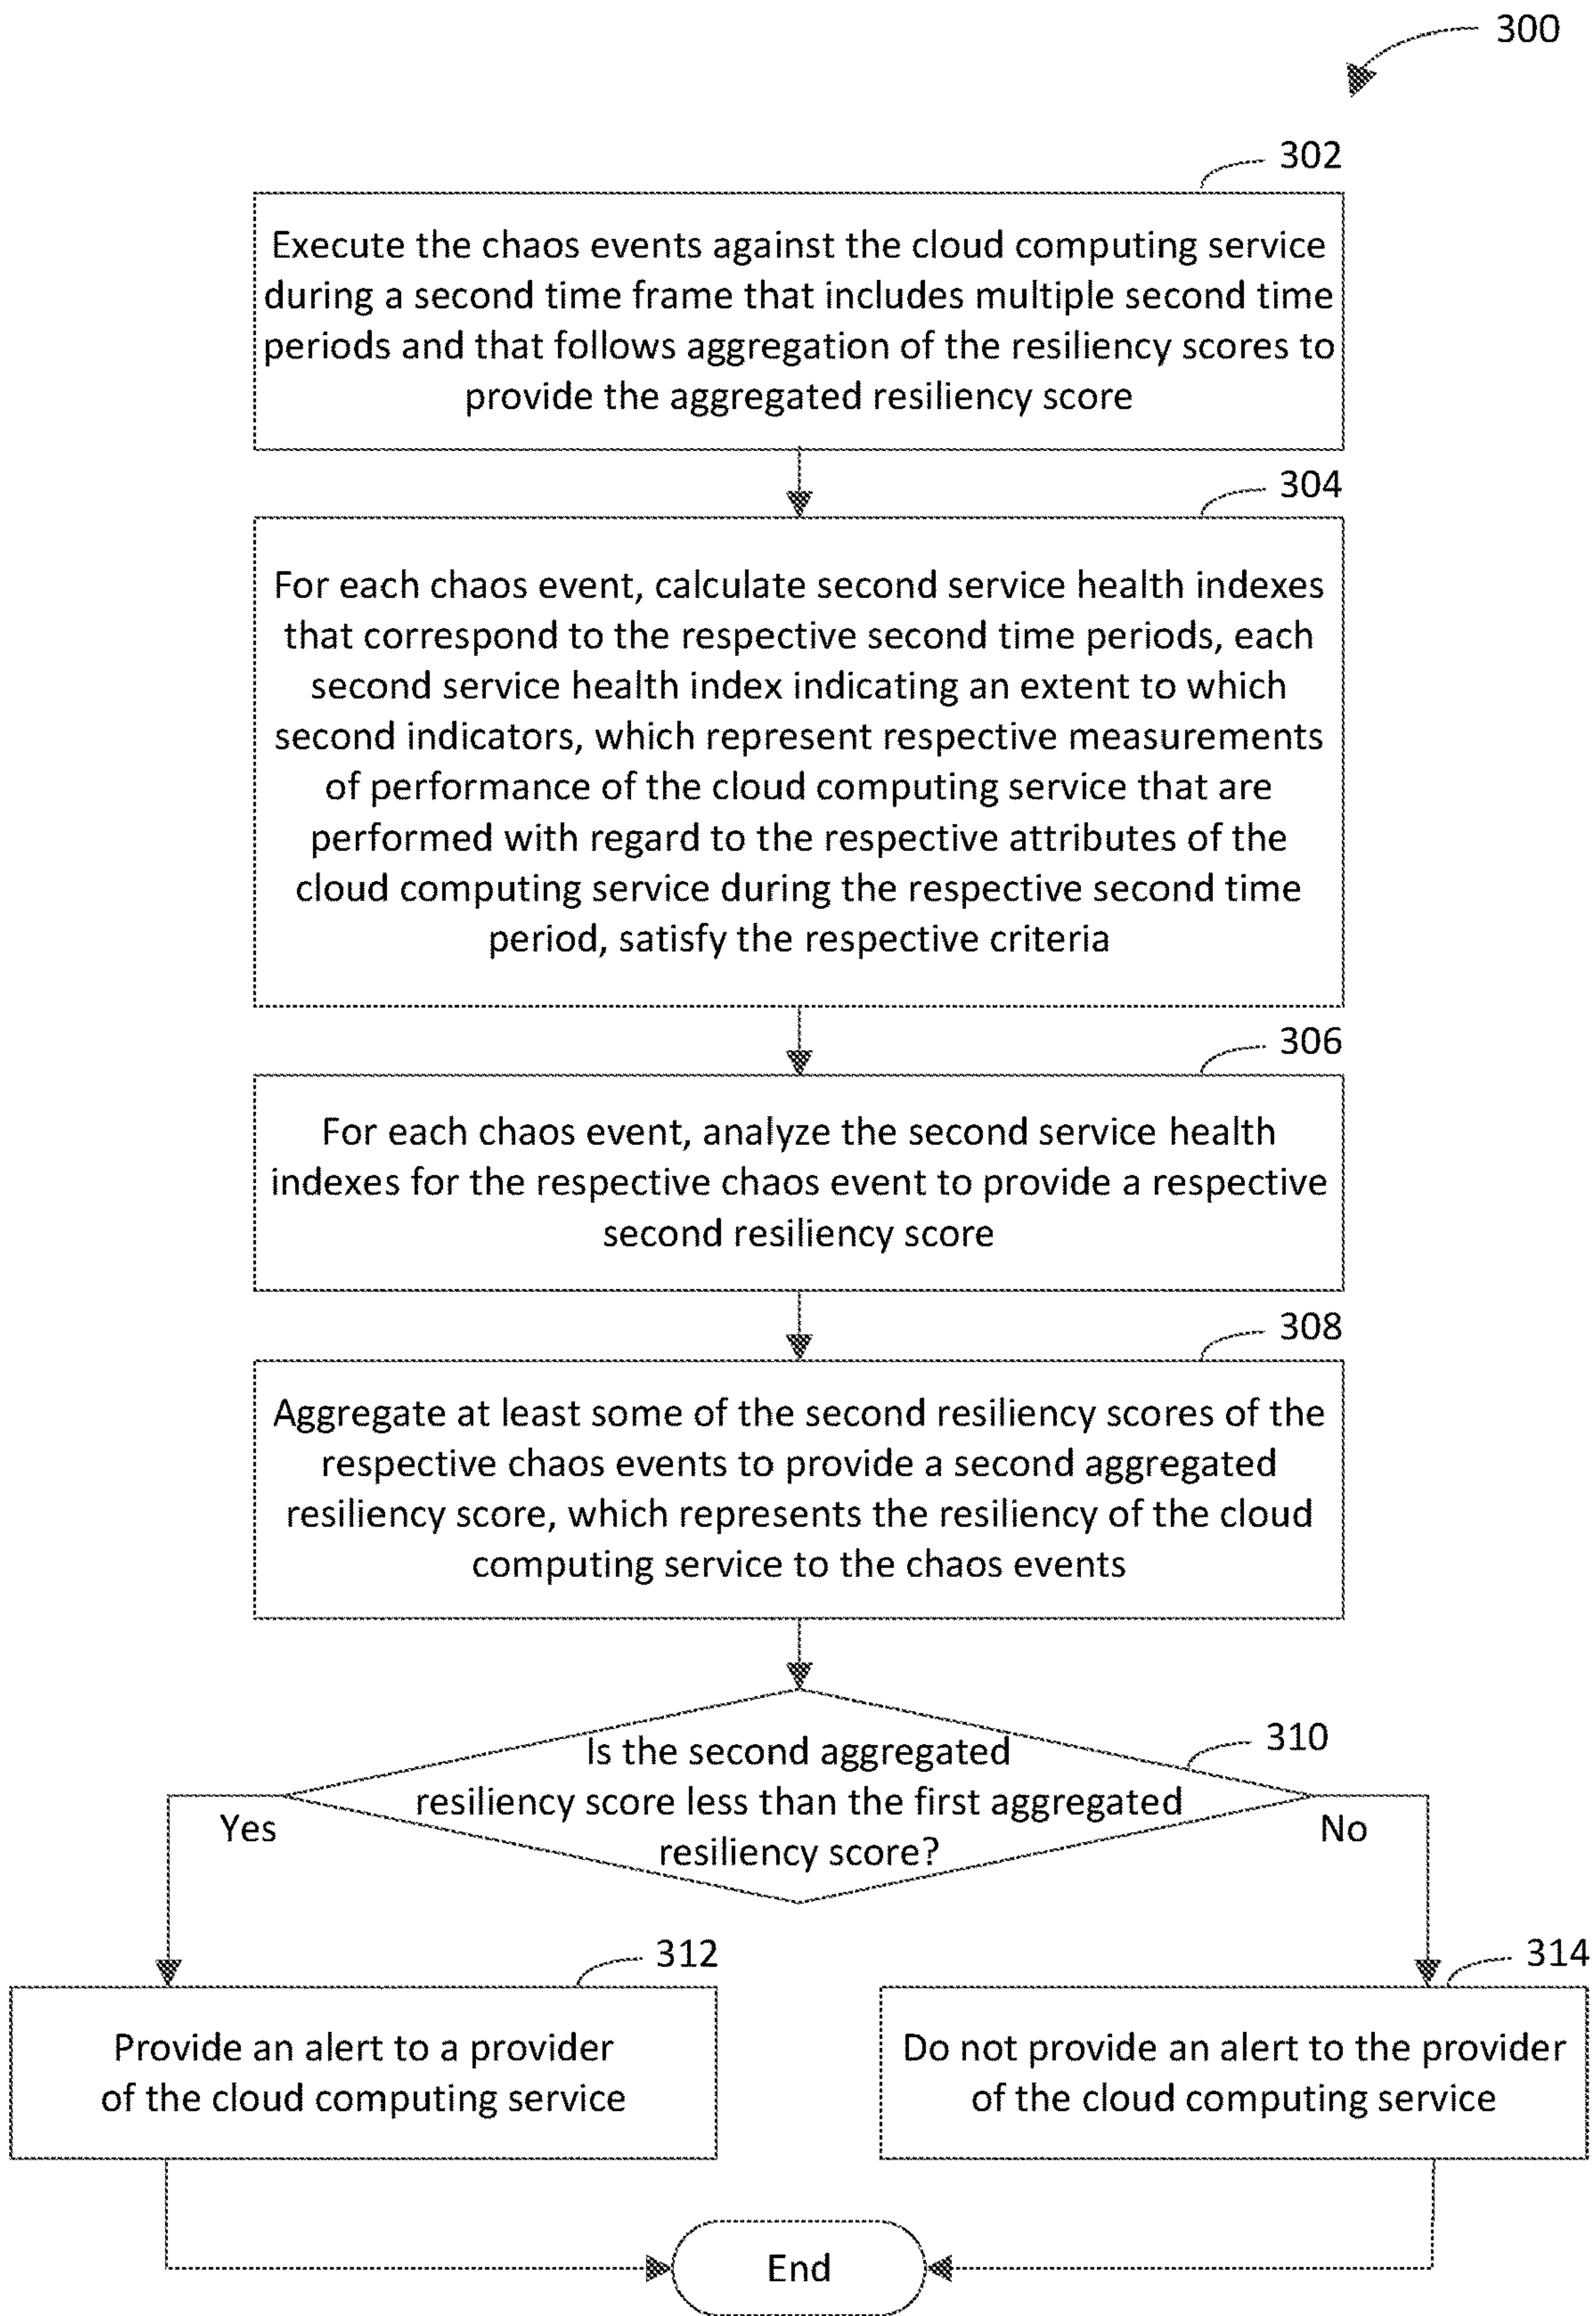 300
302
Execute the chaos events against the cloud computing service
during a second time frame that includes multiple second time
periods and that follows aggregation of the resiliency scores to
provide the aggregated resiliency score
304
For each chaos event, calculate second service health indexes
that correspond to the respective second time periods, each
second service health index indicating an extent to which
second indicators, which represent respective measurements
of performance of the cloud computing service that are
performed with regard to the respective attributes of the
cloud computing service during the respective second time
period, satisfy the respective criteria
306
For each chaos event, analyze the second service health
indexes for the respective chaos event to provide a respective
second resiliency score
308
Aggregate at least some of the second resiliency scores of the
respective chaos events to provide a second aggregated
resiliency score, which represents the resiliency of the cloud
computing service to the chaos events
310
Is the second aggregated
resiliency score less than the first aggregated
resiliency score?
Yes
No
312
Provide an alert to a provider
of the cloud computing service
314
Do not provide an alert to the provider
of the cloud computing service
End